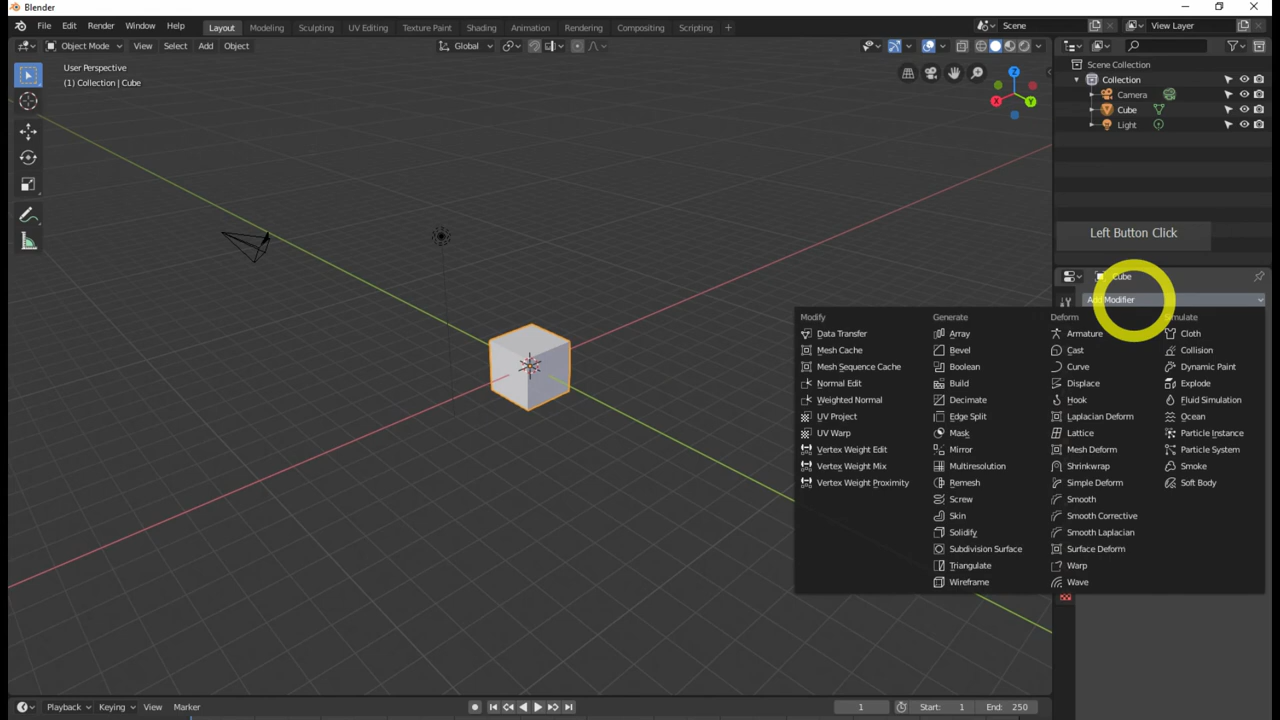 Blender
File Edit Render Window Help Layout Modeling Sculpting UV Editing Texture Paint Shading Animation Rendering Compositing Scripting + Scene View Layer
Object Mode View Select Add Object Global
User Perspective
(1) Collection | Cube
X Y Z
Scene Collection
Collection
Camera
Cube
Light
Left Button Click
Cube
Add Modifier
Modify Generate Deform Simulate
Data Transfer Array Armature Cloth
Mesh Cache Bevel Cast Collision
Mesh Sequence Cache Boolean Curve Dynamic Paint
Normal Edit Build Displace Explode
Weighted Normal Decimate Hook Fluid Simulation
UV Project Edge Split Laplacian Deform Ocean
UV Warp Mask Lattice Particle Instance
Vertex Weight Edit Mirror Mesh Deform Particle System
Vertex Weight Mix Multiresolution Shrinkwrap Smoke
Vertex Weight Proximity Remesh Simple Deform Soft Body
Screw Smooth
Skin Smooth Corrective
Solidify Smooth Laplacian
Subdivision Surface Surface Deform
Triangulate Warp
Wireframe Wave
Playback Keying View Marker 1 Start: 1 End: 250